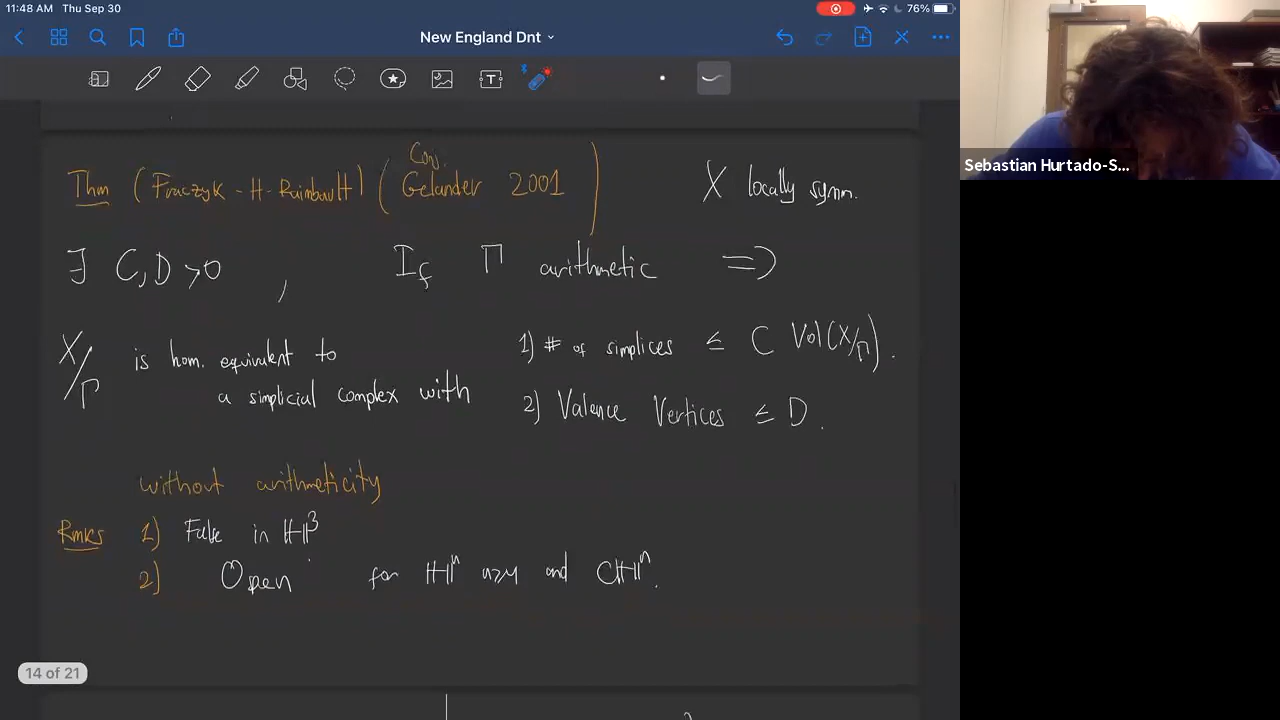 11:48 AM Thu Sep 30
76%
New England Dnt
Thm (Fraczyk - H - Raimbault) (Conj. Gelander 2001)
X locally symm.
∃ C, D > 0 , If Γ arithmetic ⇒
X/Γ is hom. equivalent to
a simplicial complex with
1) # of simplices ≤ C Vol(X/Γ).
2) Valence Vertices ≤ D.
without arithmeticity
Rmks 1) False in ℍ³
2) Open for ℍⁿ n≥4 and ℂℍⁿ.
14 of 21
Sebastian Hurtado-S...